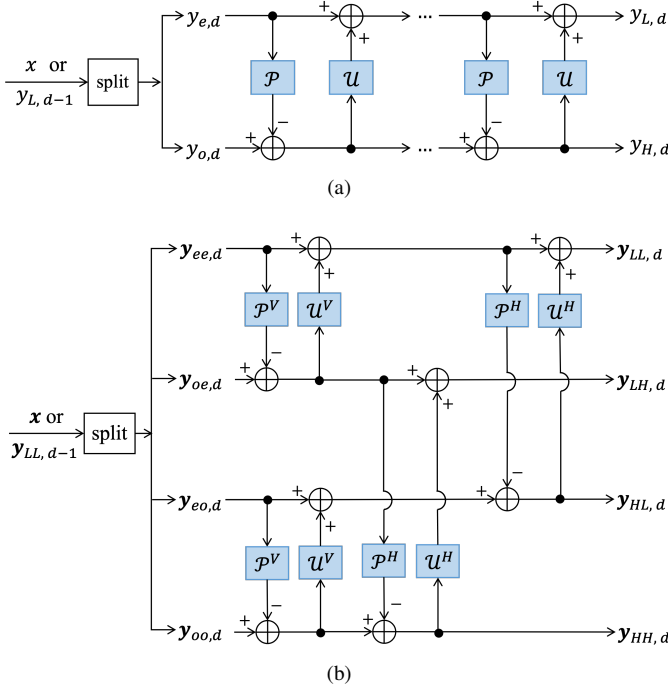 y_{e,d} + + ... + + y_{L, d}
x or
y_{L, d−1} split 𝒫 𝒰 𝒫 𝒰
− −
y_{o,d} + ... + y_{H, d}
(a)
y_{ee,d} + + + + y_{LL, d}
𝒫^V 𝒰^V 𝒫^H 𝒰^H
−
y_{oe,d} + + + y_{LH, d}
x or
y_{LL, d−1} split
−
y_{eo,d} + + + y_{HL, d}
𝒫^V 𝒰^V 𝒫^H 𝒰^H
− −
y_{oo,d} + + y_{HH, d}
(b)